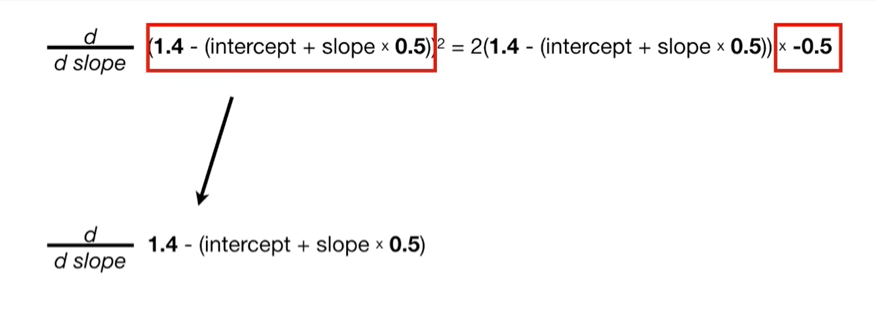 d/d slope (1.4 - (intercept + slope × 0.5))² = 2(1.4 - (intercept + slope × 0.5)) × -0.5
d/d slope 1.4 - (intercept + slope × 0.5)